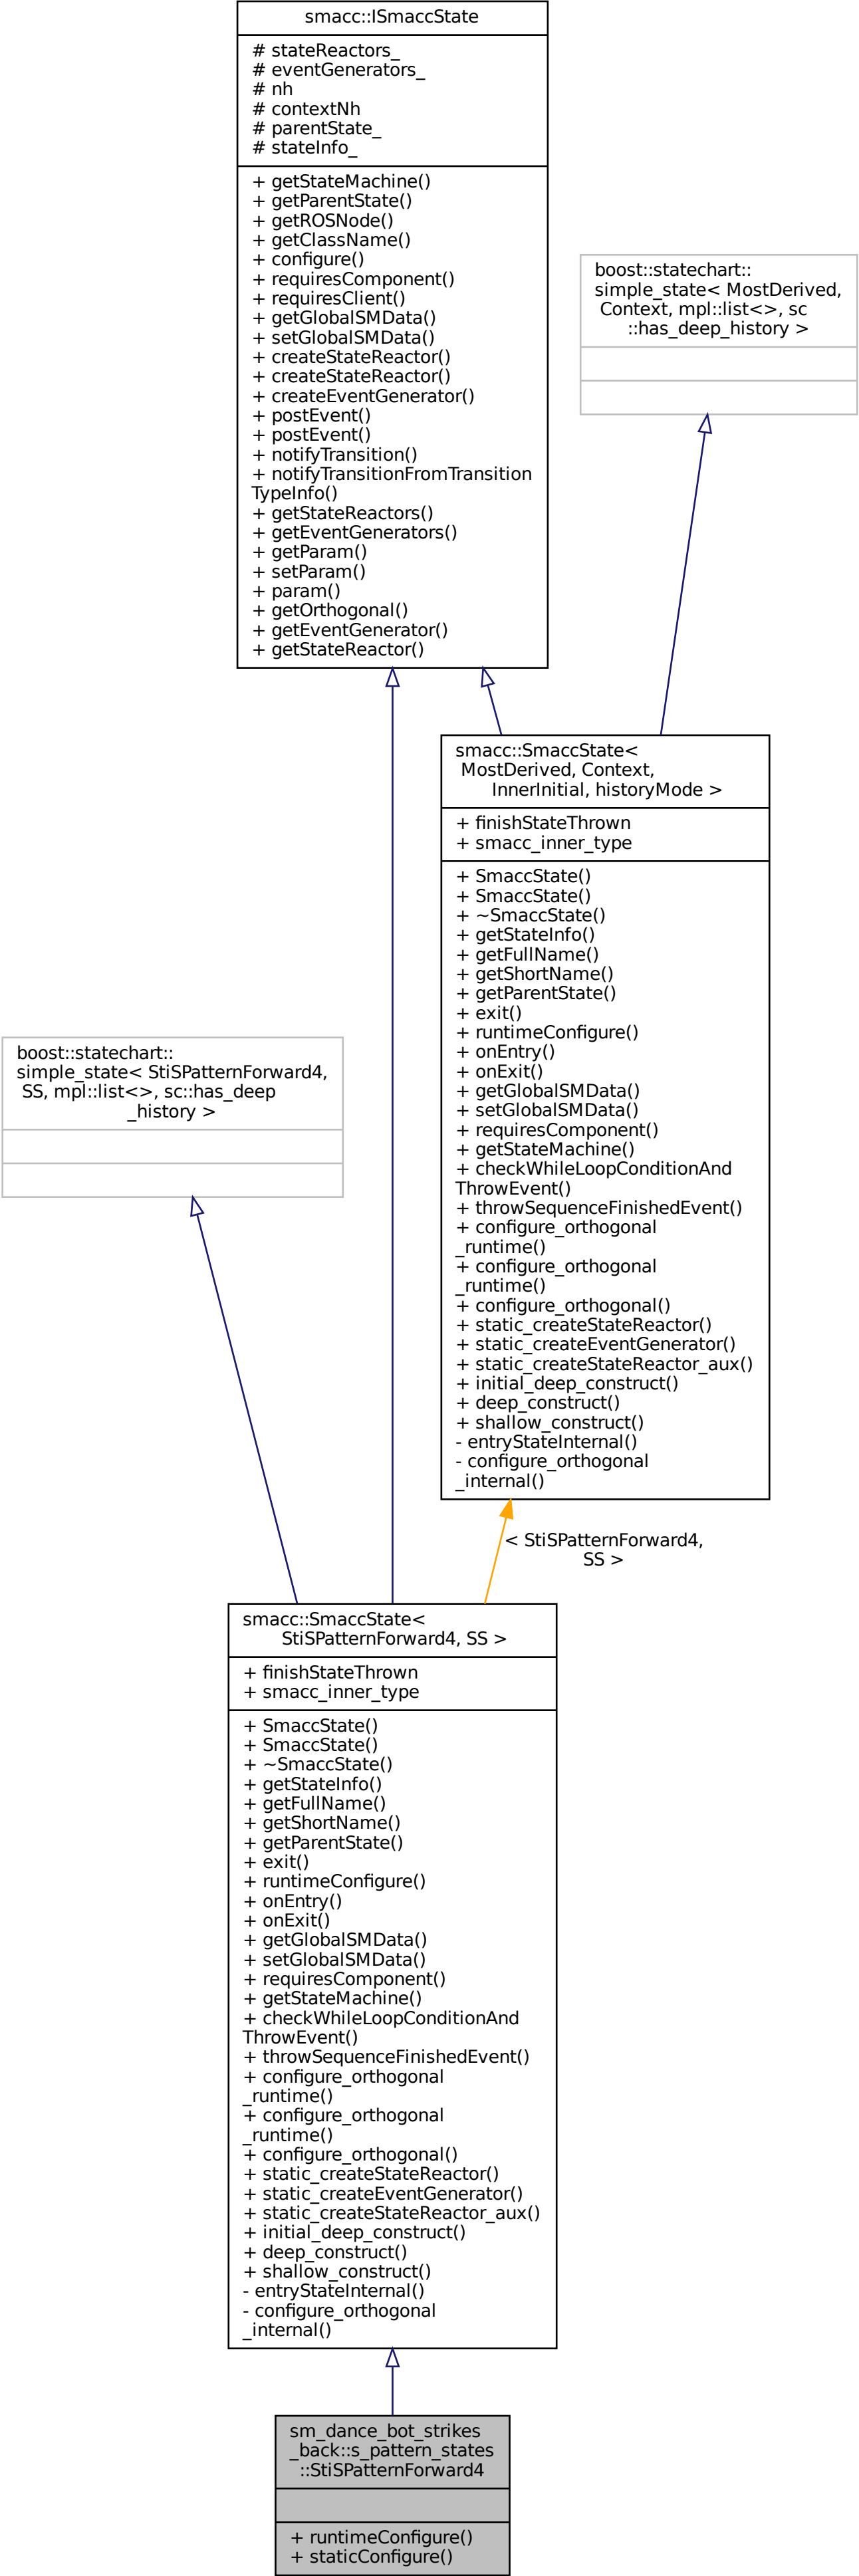 smacc::ISmaccState
# stateReactors_
# eventGenerators_
# nh
# contextNh
# parentState_
# stateInfo_
+ getStateMachine()
+ getParentState()
+ getROSNode()
+ getClassName()
+ configure()
+ requiresComponent()
+ requiresClient()
+ getGlobalSMData()
+ setGlobalSMData()
+ createStateReactor()
+ createStateReactor()
+ createEventGenerator()
+ postEvent()
+ postEvent()
+ notifyTransition()
+ notifyTransitionFromTransition
TypeInfo()
+ getStateReactors()
+ getEventGenerators()
+ getParam()
+ setParam()
+ param()
+ getOrthogonal()
+ getEventGenerator()
+ getStateReactor()
boost::statechart::
simple_state< MostDerived,
Context, mpl::list<>, sc
::has_deep_history >
smacc::SmaccState<
MostDerived, Context,
InnerInitial, historyMode >
+ finishStateThrown
+ smacc_inner_type
+ SmaccState()
+ SmaccState()
+ ~SmaccState()
+ getStateInfo()
+ getFullName()
+ getShortName()
+ getParentState()
+ exit()
+ runtimeConfigure()
+ onEntry()
+ onExit()
+ getGlobalSMData()
+ setGlobalSMData()
+ requiresComponent()
+ getStateMachine()
+ checkWhileLoopConditionAnd
ThrowEvent()
+ throwSequenceFinishedEvent()
+ configure_orthogonal
_runtime()
+ configure_orthogonal
_runtime()
+ configure_orthogonal()
+ static_createStateReactor()
+ static_createEventGenerator()
+ static_createStateReactor_aux()
+ initial_deep_construct()
+ deep_construct()
+ shallow_construct()
- entryStateInternal()
- configure_orthogonal
_internal()
boost::statechart::
simple_state< StiSPatternForward4,
SS, mpl::list<>, sc::has_deep
_history >
< StiSPatternForward4,
SS >
smacc::SmaccState<
StiSPatternForward4, SS >
+ finishStateThrown
+ smacc_inner_type
+ SmaccState()
+ SmaccState()
+ ~SmaccState()
+ getStateInfo()
+ getFullName()
+ getShortName()
+ getParentState()
+ exit()
+ runtimeConfigure()
+ onEntry()
+ onExit()
+ getGlobalSMData()
+ setGlobalSMData()
+ requiresComponent()
+ getStateMachine()
+ checkWhileLoopConditionAnd
ThrowEvent()
+ throwSequenceFinishedEvent()
+ configure_orthogonal
_runtime()
+ configure_orthogonal
_runtime()
+ configure_orthogonal()
+ static_createStateReactor()
+ static_createEventGenerator()
+ static_createStateReactor_aux()
+ initial_deep_construct()
+ deep_construct()
+ shallow_construct()
- entryStateInternal()
- configure_orthogonal
_internal()
sm_dance_bot_strikes
_back::s_pattern_states
::StiSPatternForward4
+ runtimeConfigure()
+ staticConfigure()